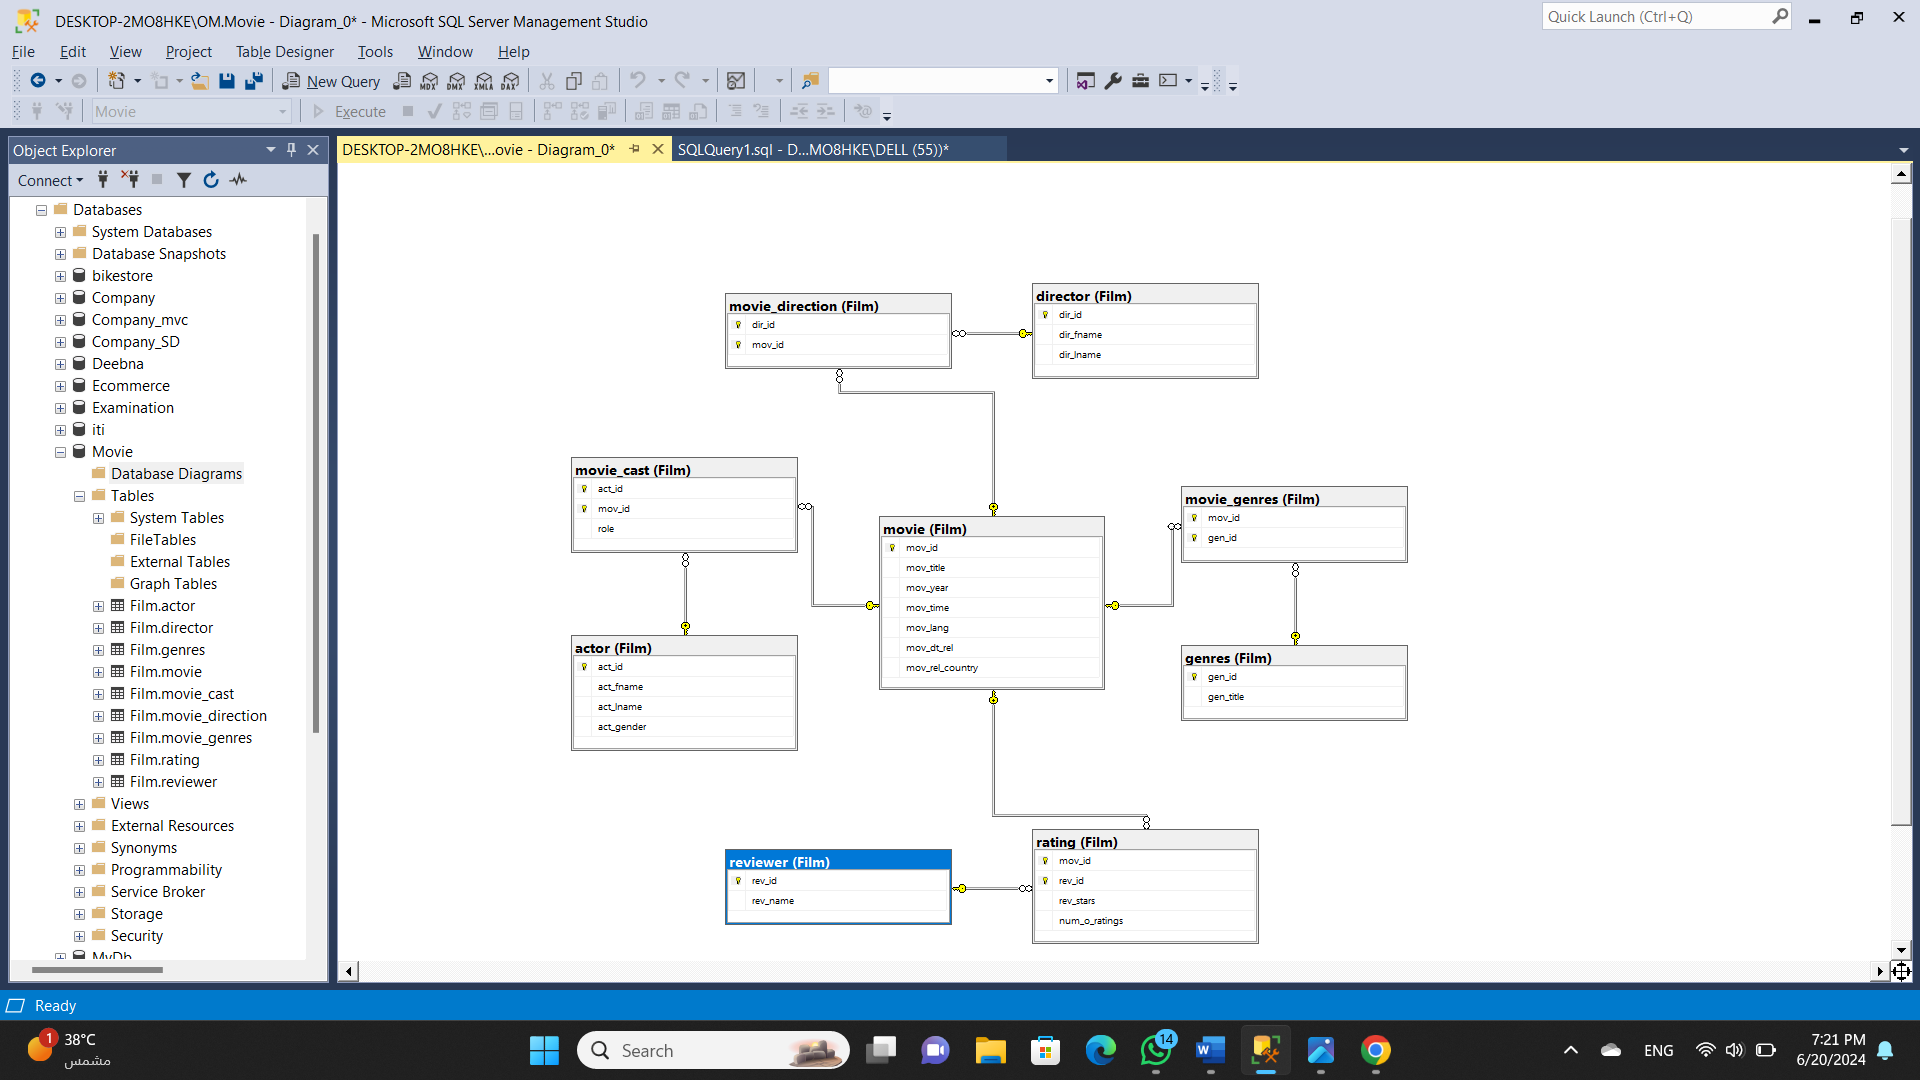 DESKTOP-2MO8HKE\OM.Movie - Diagram_0* - Microsoft SQL Server Management Studio
Quick Launch (Ctrl+Q)
File Edit View Project Table Designer Tools Window Help
New Query MDX DMX XMLA DAX
Movie Execute
Object Explorer
DESKTOP-2MO8HKE\...ovie - Diagram_0*
SQLQuery1.sql - D...MO8HKE\DELL (55))*
Connect
Databases
System Databases
Database Snapshots
bikestore
Company
Company_mvc
Company_SD
Deebna
Ecommerce
Examination
iti
Movie
Database Diagrams
Tables
System Tables
FileTables
External Tables
Graph Tables
Film.actor
Film.director
Film.genres
Film.movie
Film.movie_cast
Film.movie_direction
Film.movie_genres
Film.rating
Film.reviewer
Views
External Resources
Synonyms
Programmability
Service Broker
Storage
Security
MyDb
movie_direction (Film)
dir_id
mov_id
director (Film)
dir_id
dir_fname
dir_lname
movie_cast (Film)
act_id
mov_id
role
movie_genres (Film)
mov_id
gen_id
movie (Film)
mov_id
mov_title
mov_year
mov_time
mov_lang
mov_dt_rel
mov_rel_country
actor (Film)
act_id
act_fname
act_lname
act_gender
genres (Film)
gen_id
gen_title
reviewer (Film)
rev_id
rev_name
rating (Film)
mov_id
rev_id
rev_stars
num_o_ratings
Ready
1
38°C
مشمس
Search
14
ENG
7:21 PM
6/20/2024